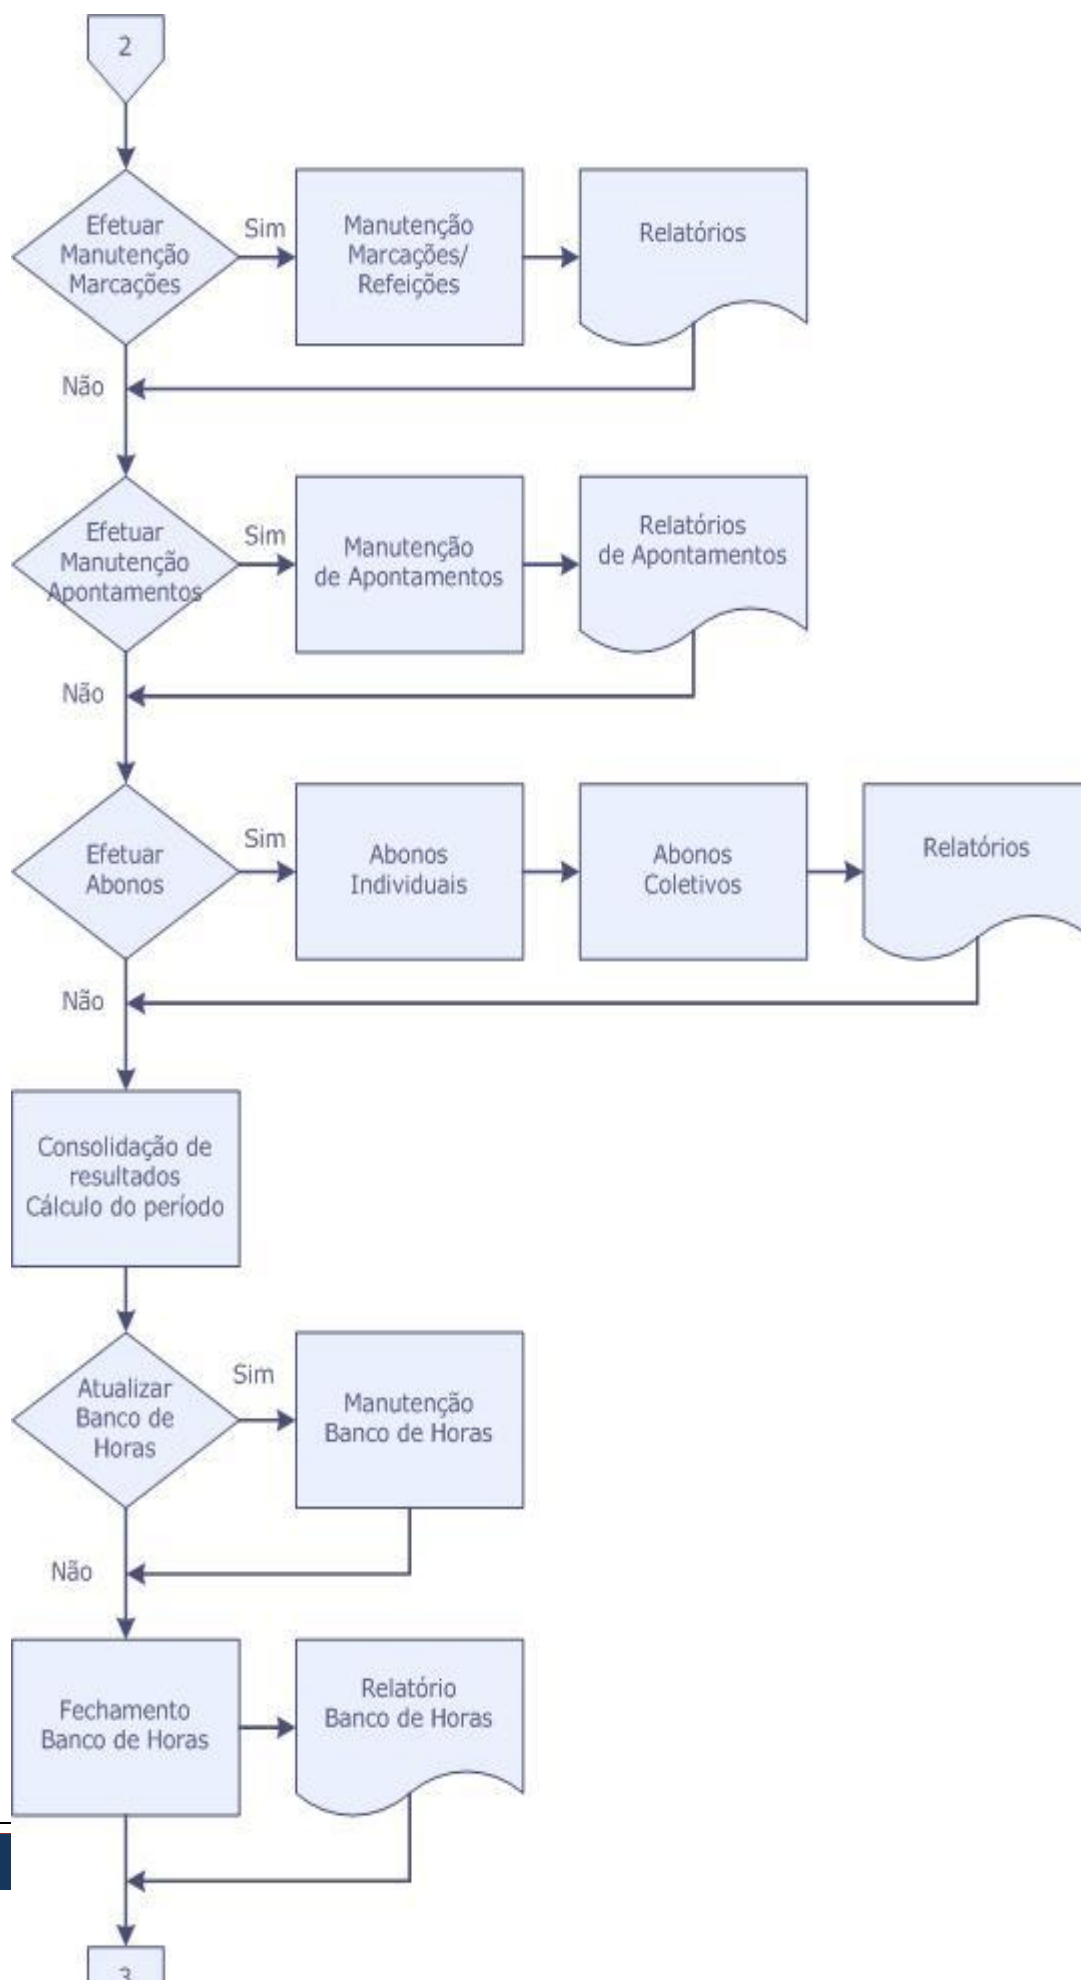 2
Efetuar
Manutenção
Marcações
Sim
Manutenção
Marcações/
Refeições
Relatórios
Não
Efetuar
Manutenção
Apontamentos
Sim
Manutenção
de Apontamentos
Relatórios
de Apontamentos
Não
Efetuar
Abonos
Sim
Abonos
Individuais
Abonos
Coletivos
Relatórios
Não
Consolidação de
resultados
Cálculo do período
Atualizar
Banco de
Horas
Sim
Manutenção
Banco de Horas
Não
Fechamento
Banco de Horas
Relatório
Banco de Horas
3